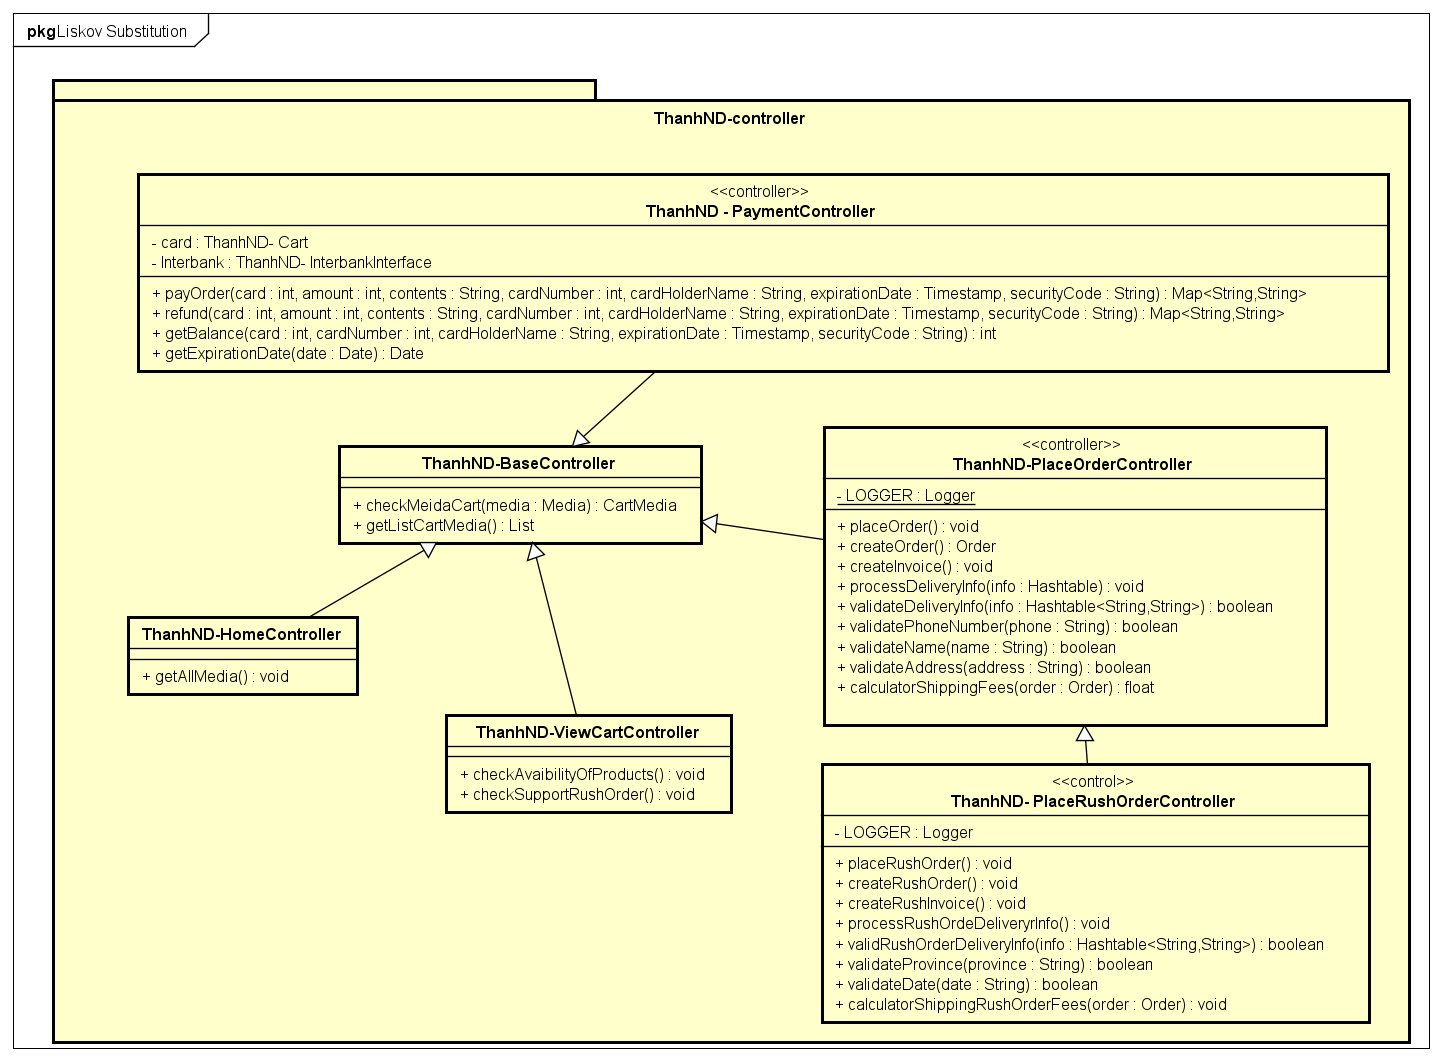 pkg Liskov Substitution
ThanhND-controller
<<controller>>
ThanhND - PaymentController
- card : ThanhND- Cart
- Interbank : ThanhND- InterbankInterface
+ payOrder(card : int, amount : int, contents : String, cardNumber : int, cardHolderName : String, expirationDate : Timestamp, securityCode : String) : Map<String,String>
+ refund(card : int, amount : int, contents : String, cardNumber : int, cardHolderName : String, expirationDate : Timestamp, securityCode : String) : Map<String,String>
+ getBalance(card : int, cardNumber : int, cardHolderName : String, expirationDate : Timestamp, securityCode : String) : int
+ getExpirationDate(date : Date) : Date
ThanhND-BaseController
+ checkMeidaCart(media : Media) : CartMedia
+ getListCartMedia() : List
<<controller>>
ThanhND-PlaceOrderController
- LOGGER : Logger
+ placeOrder() : void
+ createOrder() : Order
+ createInvoice() : void
+ processDeliveryInfo(info : Hashtable) : void
+ validateDeliveryInfo(info : Hashtable<String,String>) : boolean
+ validatePhoneNumber(phone : String) : boolean
+ validateName(name : String) : boolean
+ validateAddress(address : String) : boolean
+ calculatorShippingFees(order : Order) : float
ThanhND-HomeController
+ getAllMedia() : void
ThanhND-ViewCartController
+ checkAvaibilityOfProducts() : void
+ checkSupportRushOrder() : void
<<control>>
ThanhND- PlaceRushOrderController
- LOGGER : Logger
+ placeRushOrder() : void
+ createRushOrder() : void
+ createRushInvoice() : void
+ processRushOrdeDeliveryrInfo() : void
+ validRushOrderDeliveryInfo(info : Hashtable<String,String>) : boolean
+ validateProvince(province : String) : boolean
+ validateDate(date : String) : boolean
+ calculatorShippingRushOrderFees(order : Order) : void